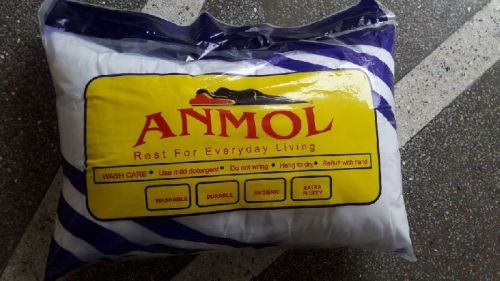 ANMOL
Rest For Everyday Living
WASH CARE • Use mild detergent • Do not wring • Hang to dry • Refluff with hand
WASHABLE DURABLE HYGIENIC EXTRA FLUFFY